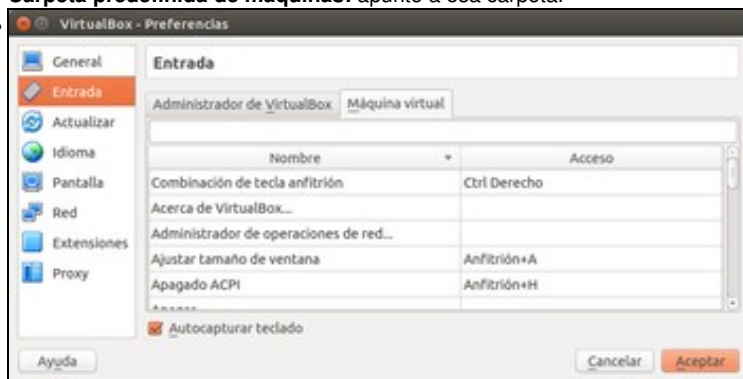 Carpeta predefinida de máquinas: apunte a esa carpeta.
VirtualBox - Preferencias
General
Entrada
Actualizar
Idioma
Pantalla
Red
Extensiones
Proxy
Entrada
Administrador de VirtualBox Máquina virtual
Nombre Acceso
Combinación de tecla anfitrión Ctrl Derecho
Acerca de VirtualBox...
Administrador de operaciones de red...
Ajustar tamaño de ventana Anfitrión+A
Apagado ACPI Anfitrión+H
Autocapturar teclado
Ayuda Cancelar Aceptar